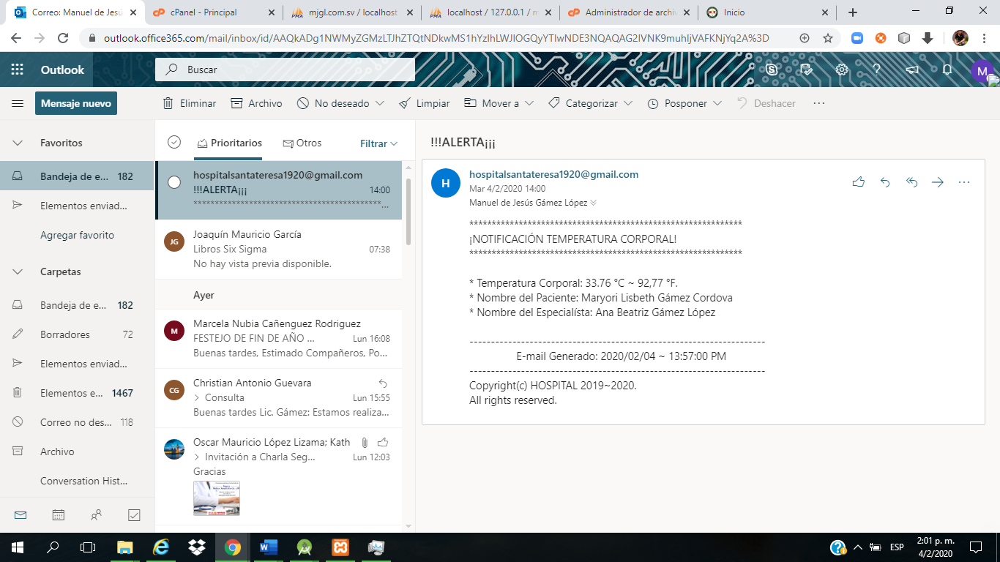 Correo: Manuel de Jesú
cPanel - Principal
mjgl.com.sv / localhost
localhost / 127.0.0.1 / m
Administrador de archiv
Inicio
outlook.office365.com/mail/inbox/id/
Outlook
Buscar
M
Mensaje nuevo
Eliminar
Archivo
No deseado
Limpiar
Mover a
Categorizar
Posponer
Deshacer
Favoritos
Bandeja de e... 182
Elementos enviad...
Agregar favorito
Carpetas
Bandeja de e... 182
Borradores 72
Elementos enviad...
Elementos e... 1467
Correo no des... 118
Archivo
Conversation Hist...
Prioritarios
Otros
Filtrar
hospitalsantateresa1920@gmail.com
!!!ALERTA¡¡¡ 14:00
*******************************************...
JG
Joaquín Mauricio García
Libros Six Sigma 07:38
No hay vista previa disponible.
Ayer
M
Marcela Nubia Cañenguez Rodriguez
FESTEJO DE FIN DE AÑO ... Lun 16:08
Buenas tardes, Estimado Compañeros, Po...
CG
Christian Antonio Guevara
Consulta Lun 15:55
Buenas tardes Lic. Gámez: Estamos realiza...
Oscar Mauricio López Lizama; Kath
Invitación a Charla Seg... Lun 12:03
Gracias
!!!ALERTA¡¡¡
H
hospitalsantateresa1920@gmail.com
Mar 4/2/2020 14:00
Manuel de Jesús Gámez López
**************************************************************
¡NOTIFICACIÓN TEMPERATURA CORPORAL!
**************************************************************
* Temperatura Corporal: 33.76 °C ~ 92,77 °F.
* Nombre del Paciente: Maryori Lisbeth Gámez Cordova
* Nombre del Especialísta: Ana Beatriz Gámez López
---------------------------------------------------------------------
E-mail Generado: 2020/02/04 ~ 13:57:00 PM
---------------------------------------------------------------------
Copyright(c) HOSPITAL 2019~2020.
All rights reserved.
ESP
2:01 p. m.
4/2/2020